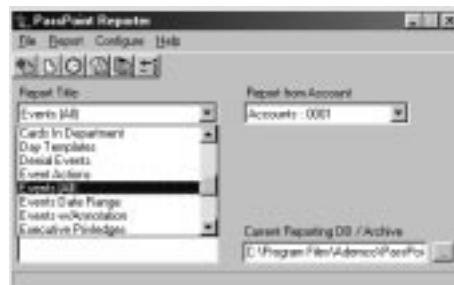 PassPoint Reporter
File Report Configure Help
Report Title
Report from Account
Events (All)
Accounts : 0001
Cards In Department
Day Templates
Denial Events
Event Actions
Events (All)
Events Date Range
Events w/Annotation
Executive Priviledges
Current Reporting DB / Archive
C:\Program Files\Ademco\PassPoi
...